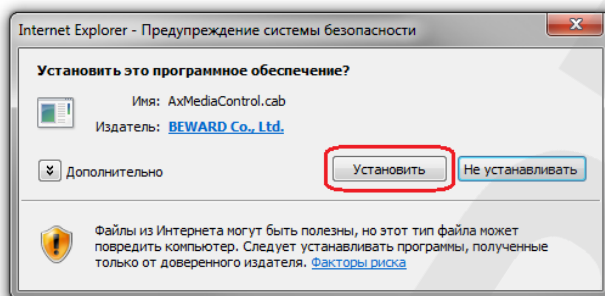 Internet Explorer - Предупреждение системы безопасности
Установить это программное обеспечение?
Имя: AxMediaControl.cab
Издатель: BEWARD Co., Ltd.
Дополнительно
Установить
Не устанавливать
Файлы из Интернета могут быть полезны, но этот тип файла может
повредить компьютер. Следует устанавливать программы, полученные
только от доверенного издателя. Факторы риска